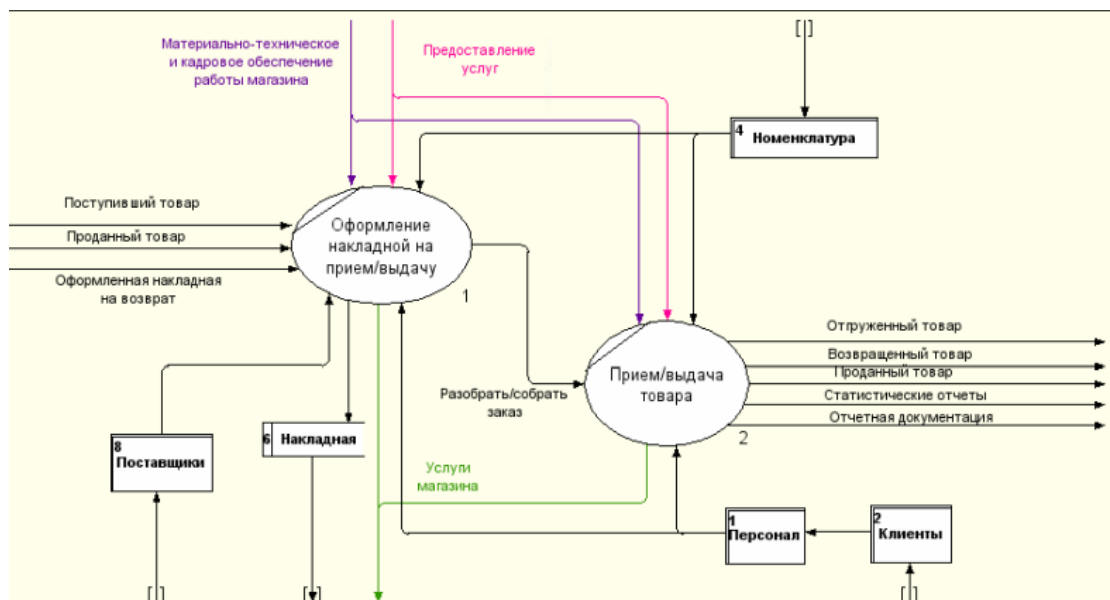 Материально-техническое
и кадровое обеспечение
работы магазина
Предоставление
услуг
[ ]
4
Номенклатура
Поступивший товар
Проданный товар
Оформленная накладная
на возврат
Оформление
накладной на
прием/выдачу
1
Разобрать/собрать
заказ
Прием/выдача
товара
2
Отгруженный товар
Возвращенный товар
Проданный товар
Статистические отчеты
Отчетная документация
8
Поставщики
6
Накладная
Услуги
магазина
1
Персонал
2
Клиенты
[ ]
[ ]
[ ]